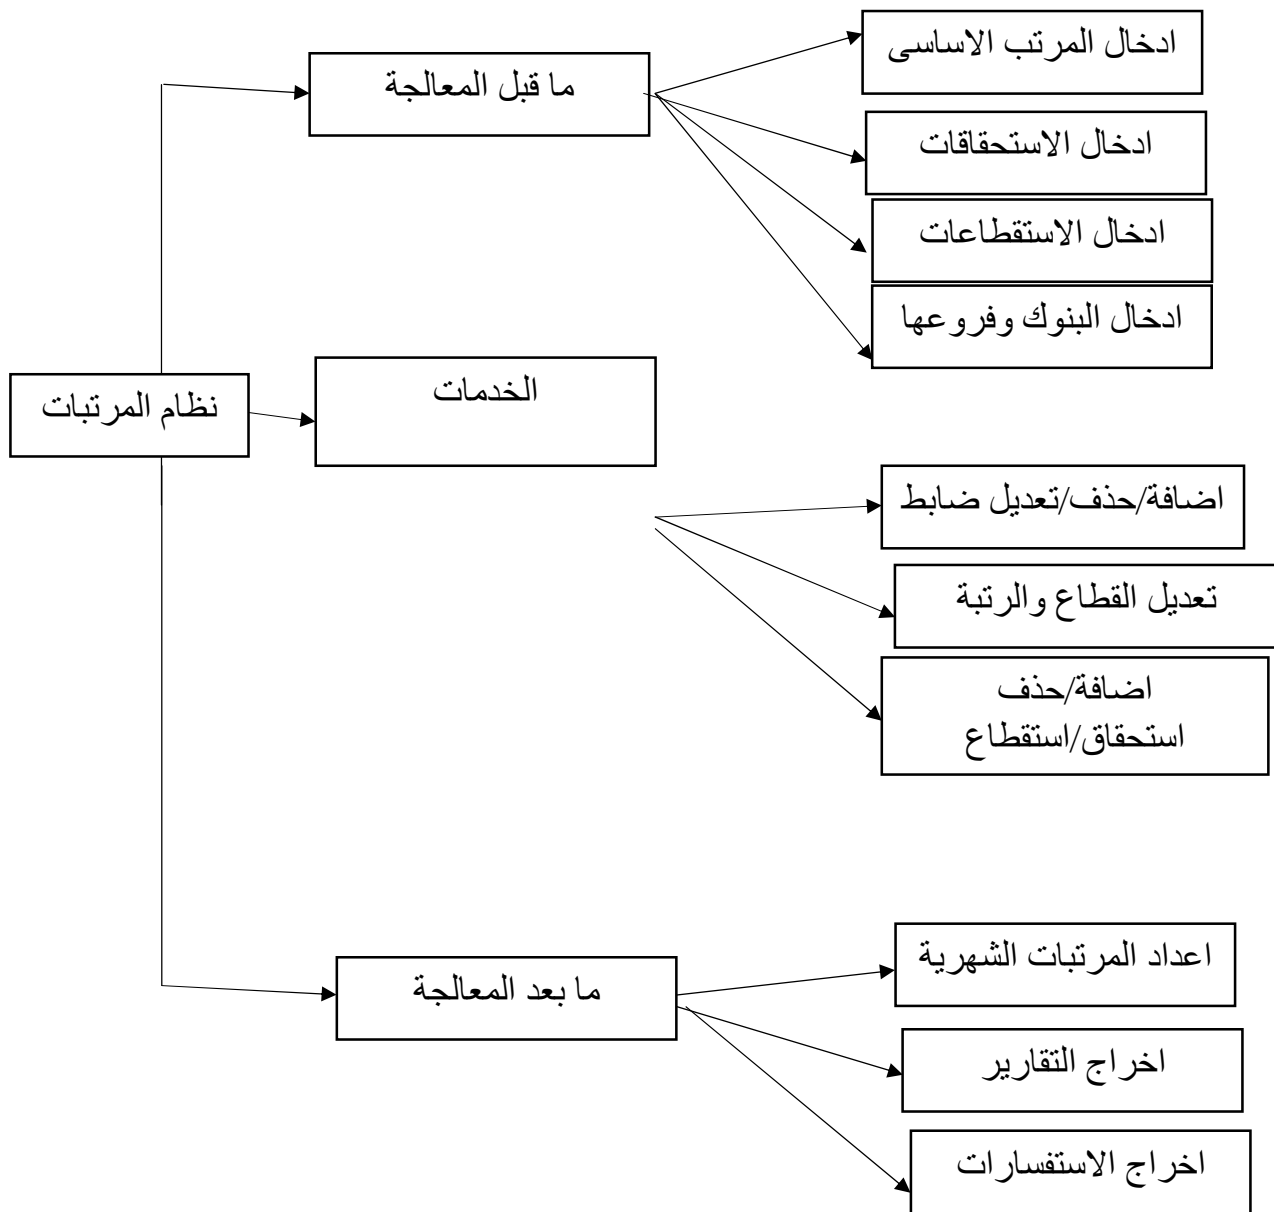 نظام المرتبات
ما قبل المعالجة
ادخال المرتب الاساسى
ادخال الاستحقاقات
ادخال الاستقطاعات
ادخال البنوك وفروعها
الخدمات
اضافة/حذف/تعديل ضابط
تعديل القطاع والرتبة
اضافة/حذف
استحقاق/استقطاع
ما بعد المعالجة
اعداد المرتبات الشهرية
اخراج التقارير
اخراج الاستفسارات